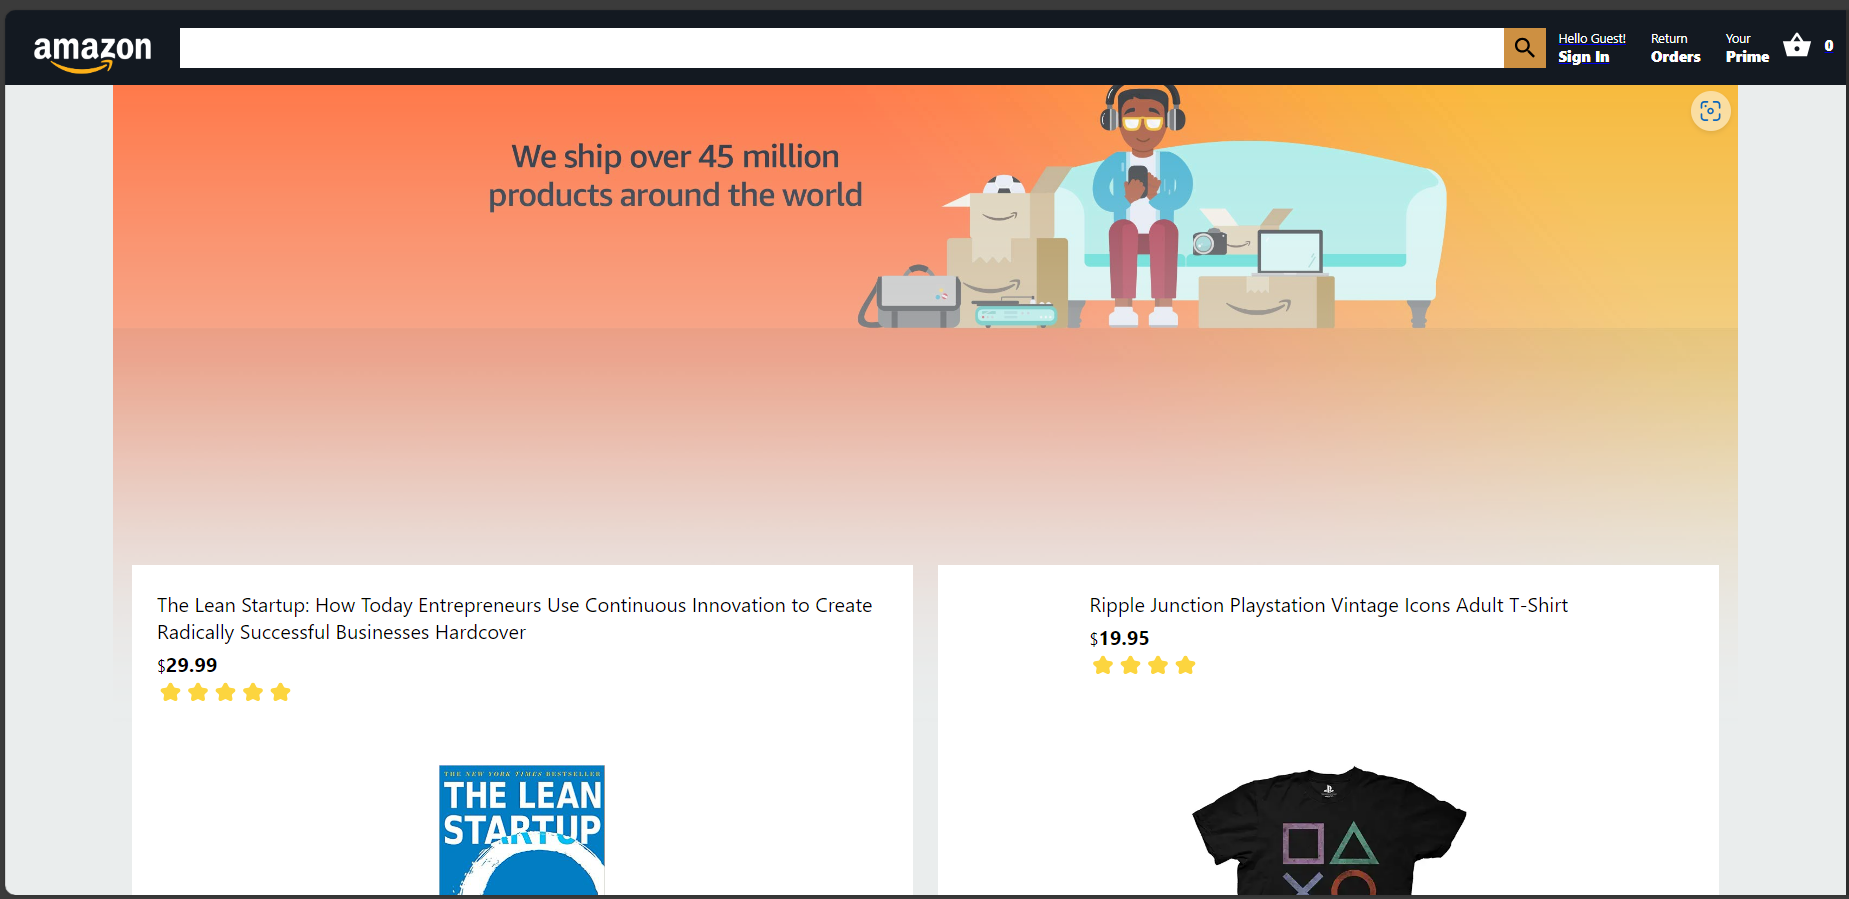 amazon
Hello Guest!
Sign In
Return
Orders
Your
Prime
0
We ship over 45 million
products around the world
The Lean Startup: How Today Entrepreneurs Use Continuous Innovation to Create
Radically Successful Businesses Hardcover
$29.99
Ripple Junction Playstation Vintage Icons Adult T-Shirt
$19.95
THE NEW YORK TIMES BESTSELLER
THE LEAN
STARTUP